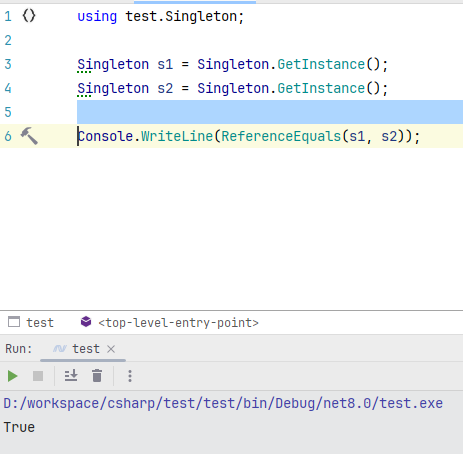 1 using test.Singleton;
2
3 Singleton s1 = Singleton.GetInstance();
4 Singleton s2 = Singleton.GetInstance();
5
6 Console.WriteLine(ReferenceEquals(s1, s2));
test <top-level-entry-point>
Run: test
D:/workspace/csharp/test/test/bin/Debug/net8.0/test.exe
True